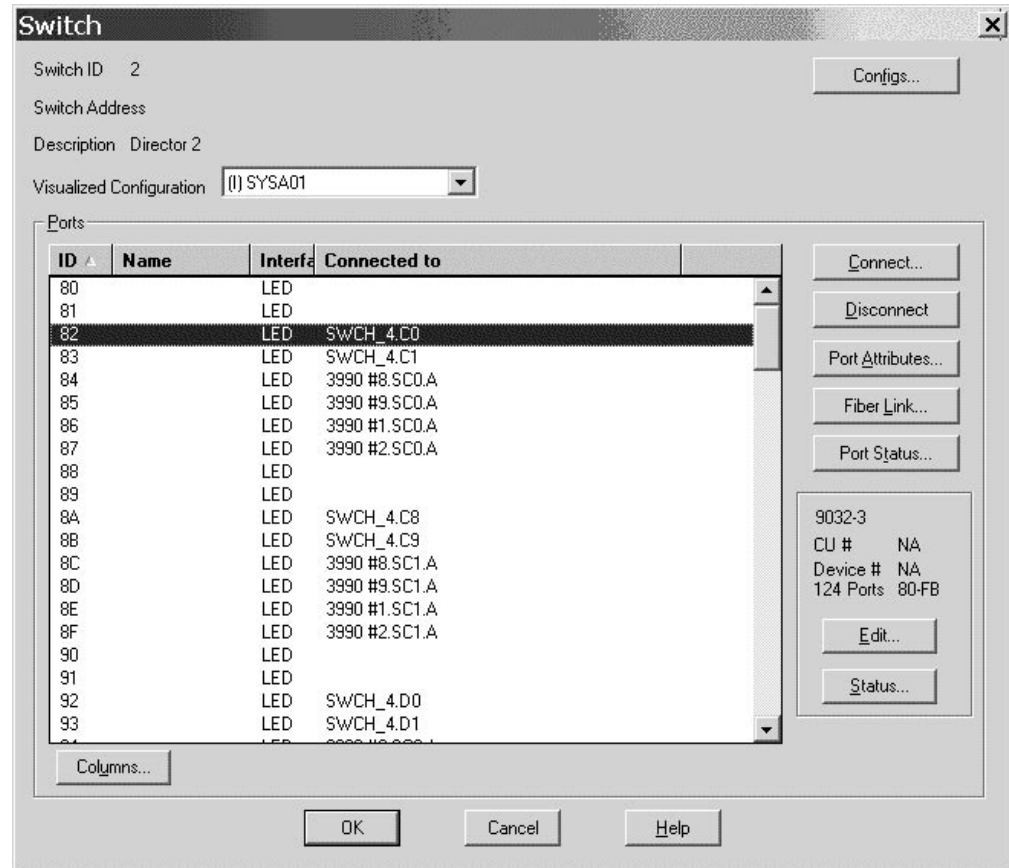 Switch
Switch ID 2
Configs...
Switch Address
Description Director 2
Visualized Configuration (I) SYSA01
Ports
ID Name Interfa Connected to
80 LED
81 LED
82 LED SWCH_4.C0
83 LED SWCH_4.C1
84 LED 3990 #8.SC0.A
85 LED 3990 #9.SC0.A
86 LED 3990 #1.SC0.A
87 LED 3990 #2.SC0.A
88 LED
89 LED
8A LED SWCH_4.C8
8B LED SWCH_4.C9
8C LED 3990 #8.SC1.A
8D LED 3990 #9.SC1.A
8E LED 3990 #1.SC1.A
8F LED 3990 #2.SC1.A
90 LED
91 LED
92 LED SWCH_4.D0
93 LED SWCH_4.D1
Connect...
Disconnect
Port Attributes...
Fiber Link...
Port Status...
9032-3
CU # NA
Device # NA
124 Ports 80-FB
Edit...
Status...
Columns...
OK Cancel Help